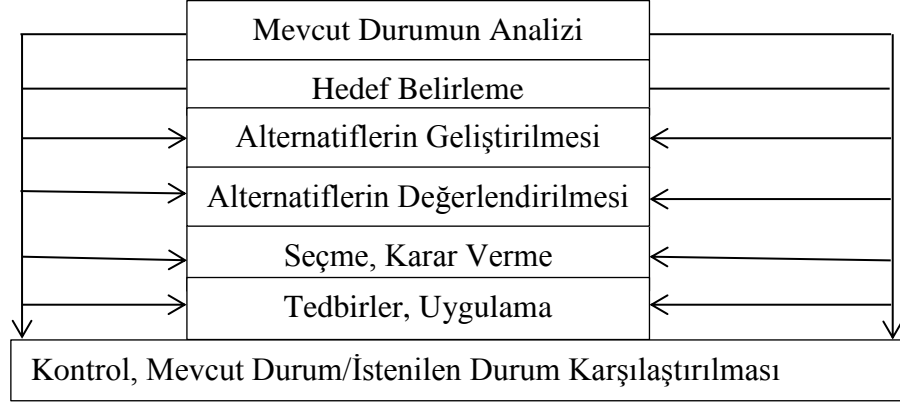 Mevcut Durumun Analizi
Hedef Belirleme
Alternatiflerin Geliştirilmesi
Alternatiflerin Değerlendirilmesi
Seçme, Karar Verme
Tedbirler, Uygulama
Kontrol, Mevcut Durum/İstenilen Durum Karşılaştırılması